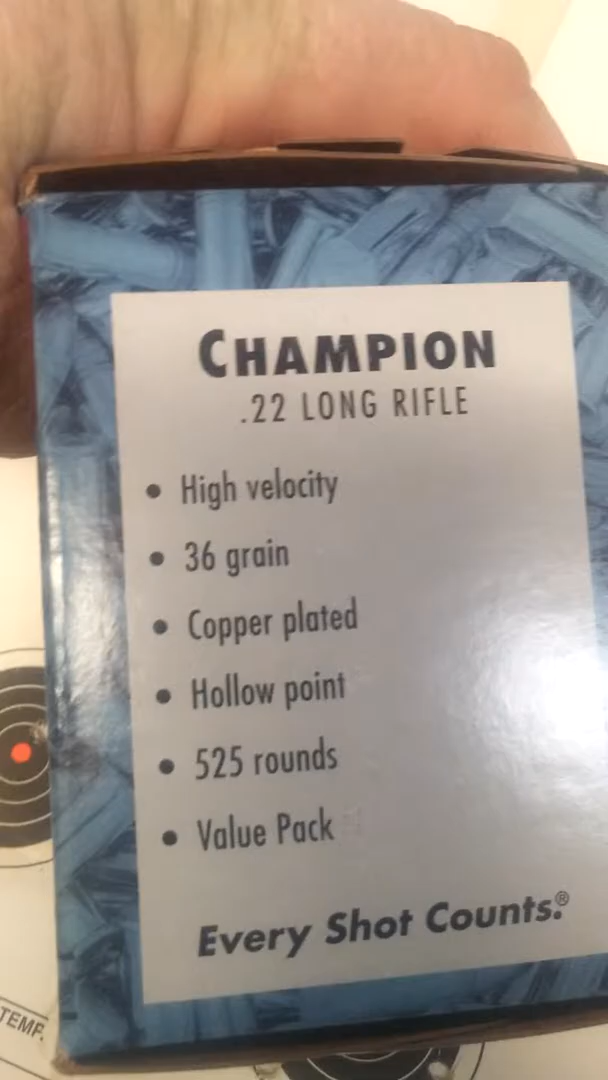 CHAMPION
.22 LONG RIFLE
• High velocity
• 36 grain
• Copper plated
• Hollow point
• 525 rounds
• Value Pack
Every Shot Counts.®
TEMP.